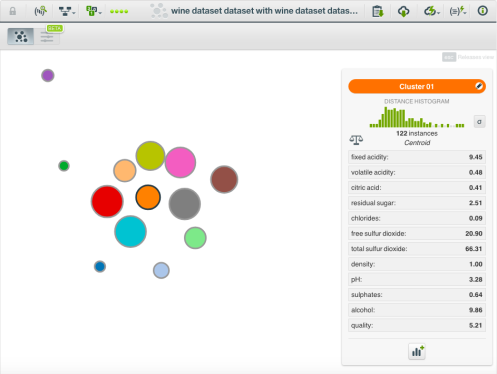 wine dataset dataset with wine dataset datas...
BETA
Cluster 01
DISTANCE HISTOGRAM
σ
122 instances
Centroid
fixed acidity: 9.45
volatile acidity: 0.48
citric acid: 0.41
residual sugar: 2.51
chlorides: 0.09
free sulfur dioxide: 20.90
total sulfur dioxide: 66.31
density: 1.00
pH: 3.28
sulphates: 0.64
alcohol: 9.86
quality: 5.21